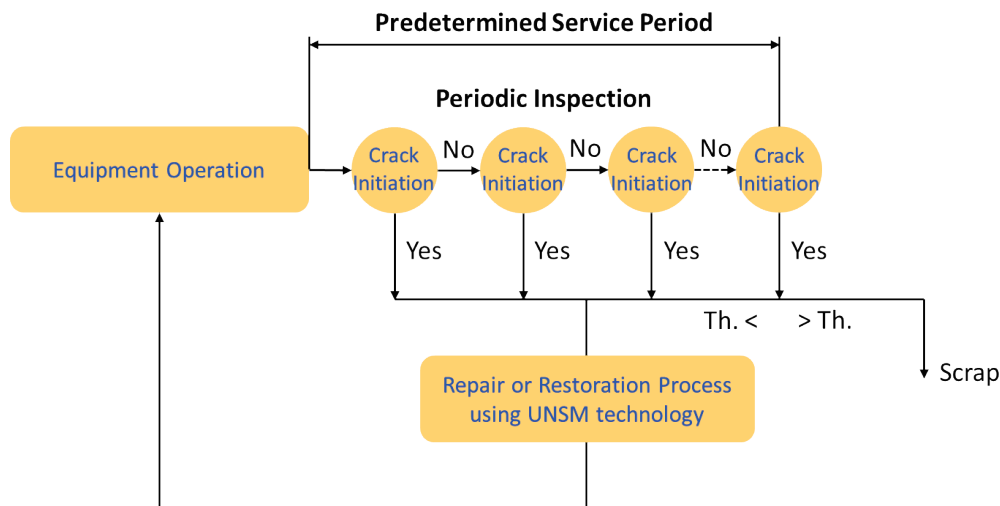 Predetermined Service Period
Periodic Inspection
Equipment Operation
Crack
Initiation
No
Crack
Initiation
No
Crack
Initiation
No
Crack
Initiation
Yes
Yes
Yes
Yes
Th. <
> Th.
Scrap
Repair or Restoration Process
using UNSM technology